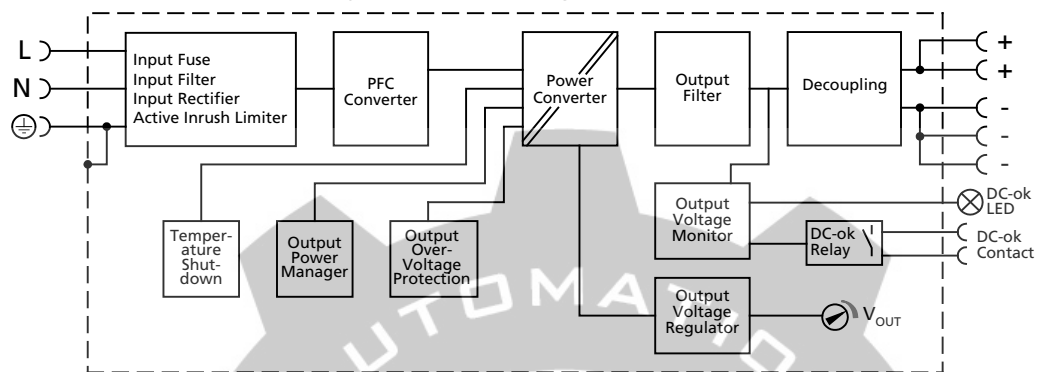 L
N
Input Fuse
Input Filter
Input Rectifier
Active Inrush Limiter
PFC
Converter
Power
Converter
Output
Filter
Decoupling
+
+
-
-
-
Temper-
ature
Shut-
down
Output
Power
Manager
Output
Over-
Voltage
Protection
Output
Voltage
Monitor
DC-ok
Relay
DC-ok
LED
DC-ok
Contact
Output
Voltage
Regulator
VOUT
UTOMATIO